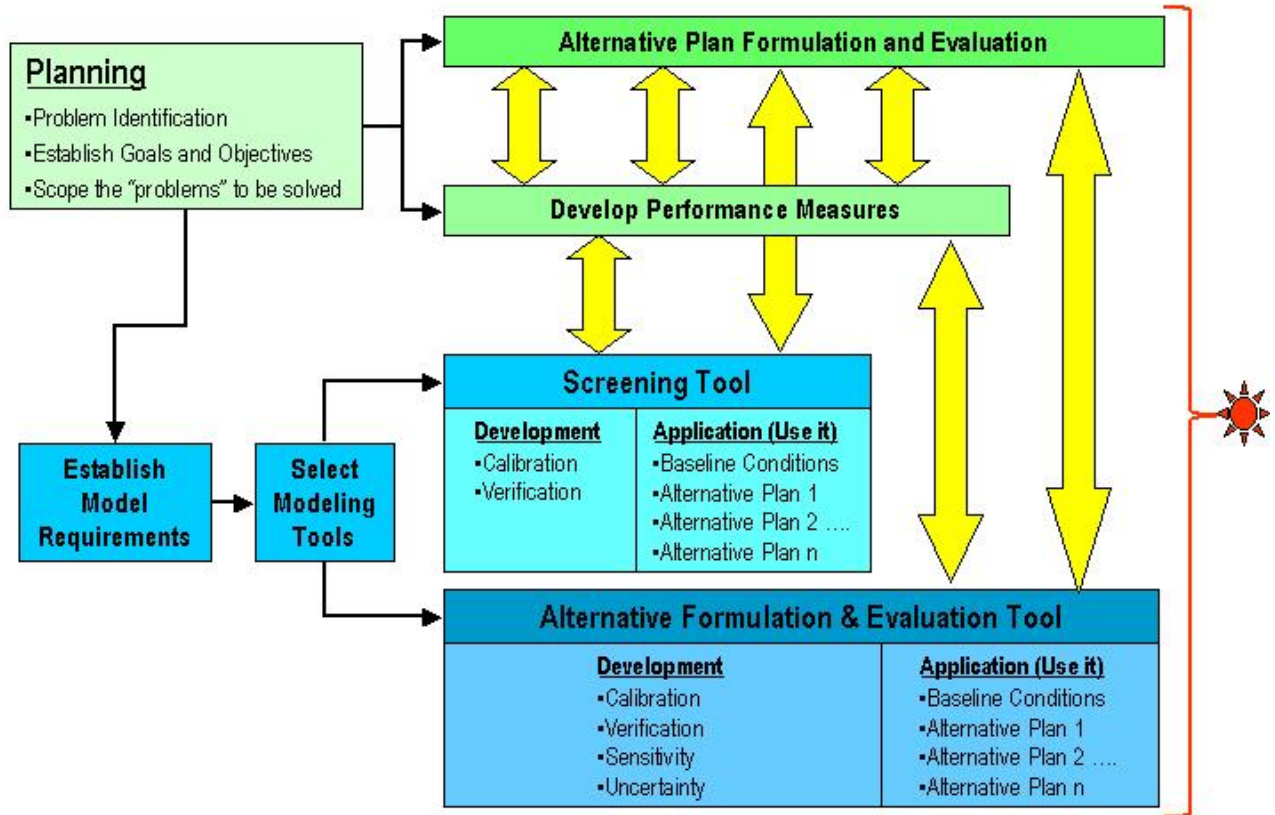 Alternative Plan Formulation and Evaluation
Planning
▪Problem Identification
▪Establish Goals and Objectives
▪Scope the “problems” to be solved
Develop Performance Measures
Screening Tool
Development
▪Calibration
▪Verification
Application (Use it)
▪Baseline Conditions
▪Alternative Plan 1
▪Alternative Plan 2 ....
▪Alternative Plan n
Establish
Model
Requirements
Select
Modeling
Tools
Alternative Formulation & Evaluation Tool
Development
▪Calibration
▪Verification
▪Sensitivity
▪Uncertainty
Application (Use it)
▪Baseline Conditions
▪Alternative Plan 1
▪Alternative Plan 2 ....
▪Alternative Plan n